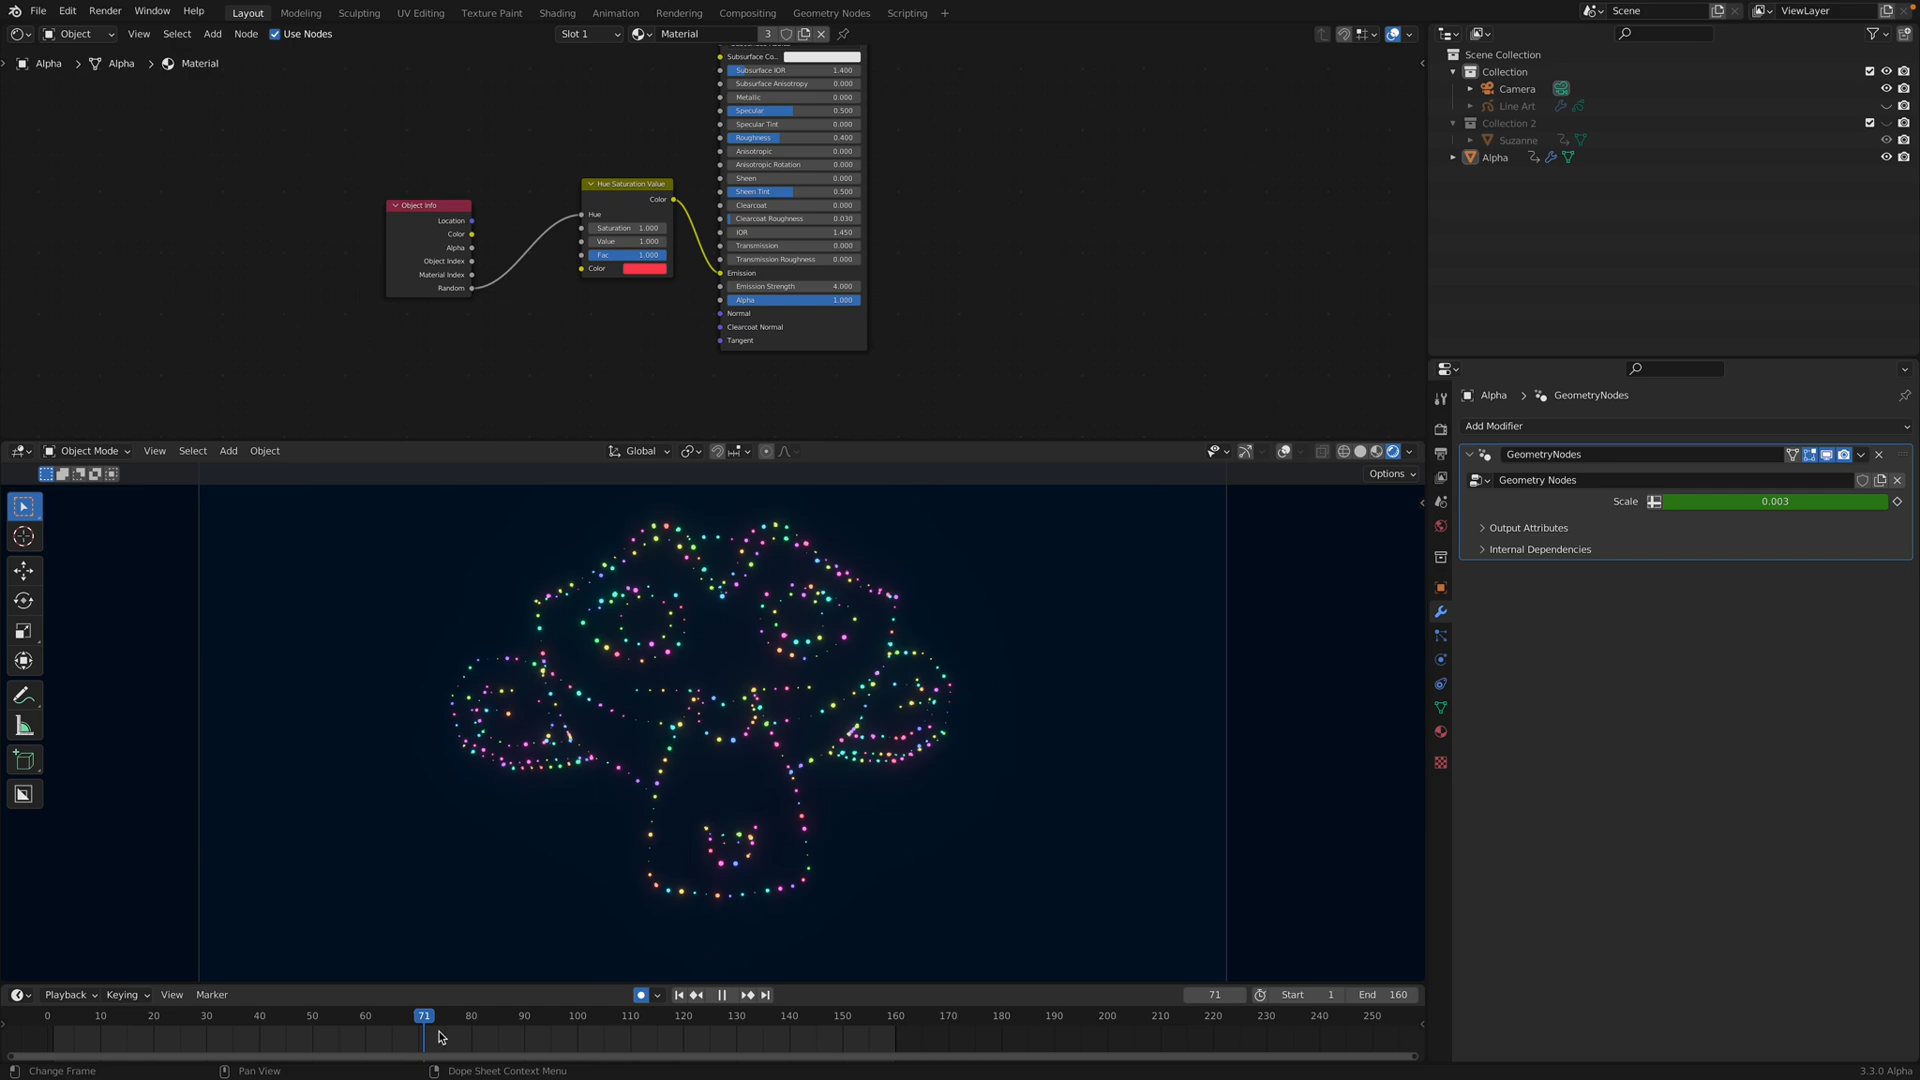 File Edit Render Window Help Layout Modeling Sculpting UV Editing Texture Paint Shading Animation Rendering Compositing Geometry Nodes Scripting + Scene ViewLayer
Object View Select Add Node Use Nodes Slot 1 Material 3
Alpha > Alpha > Material
Subsurface Co...
Subsurface IOR 1.400
Subsurface Anisotropy 0.000
Metallic 0.000
Specular 0.500
Specular Tint 0.000
Roughness 0.400
Anisotropic 0.000
Anisotropic Rotation 0.000
Sheen 0.000
Sheen Tint 0.500
Clearcoat 0.000
Clearcoat Roughness 0.030
IOR 1.450
Transmission 0.000
Transmission Roughness 0.000
Emission
Emission Strength 4.000
Alpha 1.000
Normal
Clearcoat Normal
Tangent
Hue Saturation Value
Color
Hue
Saturation 1.000
Value 1.000
Fac 1.000
Color
Object Info
Location
Color
Alpha
Object Index
Material Index
Random
Scene Collection
Collection
Camera
Line Art
Collection 2
Suzanne
Alpha
Alpha > GeometryNodes
Add Modifier
GeometryNodes
Geometry Nodes
Scale 0.003
Output Attributes
Internal Dependencies
Object Mode View Select Add Object Global
Options
Playback Keying View Marker 71 Start 1 End 160
0 10 20 30 40 50 60 71 80 90 100 110 120 130 140 150 160 170 180 190 200 210 220 230 240 250
Change Frame Pan View Dope Sheet Context Menu 3.3.0 Alpha